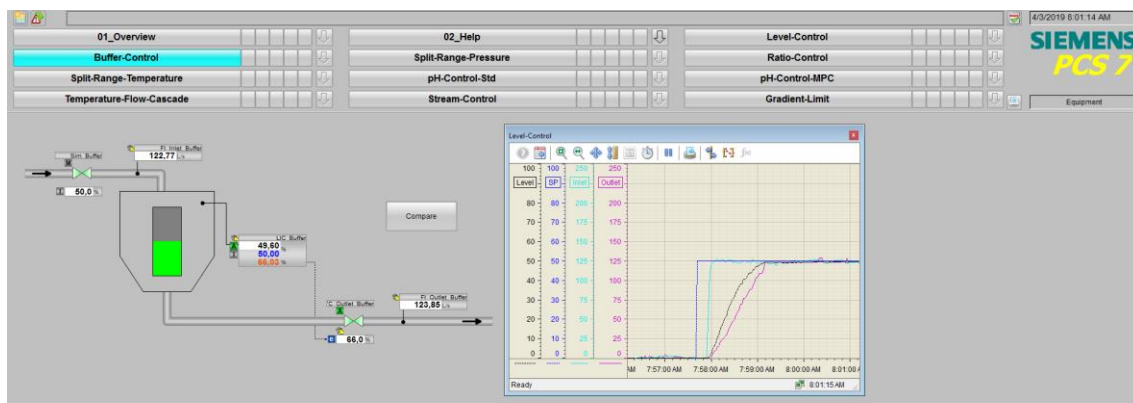 4/3/2019 6:01:14 AM
01_Overview
02_Help
Level-Control
SIEMENS
PCS 7
Buffer-Control
Split-Range-Pressure
Ratio-Control
Split-Range-Temperature
pH-Control-Std
pH-Control-MPC
Temperature-Flow-Cascade
Stream-Control
Gradient-Limit
Equipment
FI_Inlet_Buffer
122,77 L/s
Sim_Buffer
50,0 %
Compare
LIC_Buffer
49,60 %
50,00
66,03 %
FI_Outlet_Buffer
123,85 L/s
C_Outlet_Buffer
66,0 %
Level-Control
100 100 250 250
Level SP Inlet Outlet
80 80 200 200
70 70 175 175
60 60 150 150
50 50 125 125
40 40 100 100
30 30 75 75
20 20 50 50
10 10 25 25
0 0 0 0
AM 7:57:00 AM 7:58:00 AM 7:59:00 AM 8:00:00 AM 8:01:00
Ready
8:01:15 AM